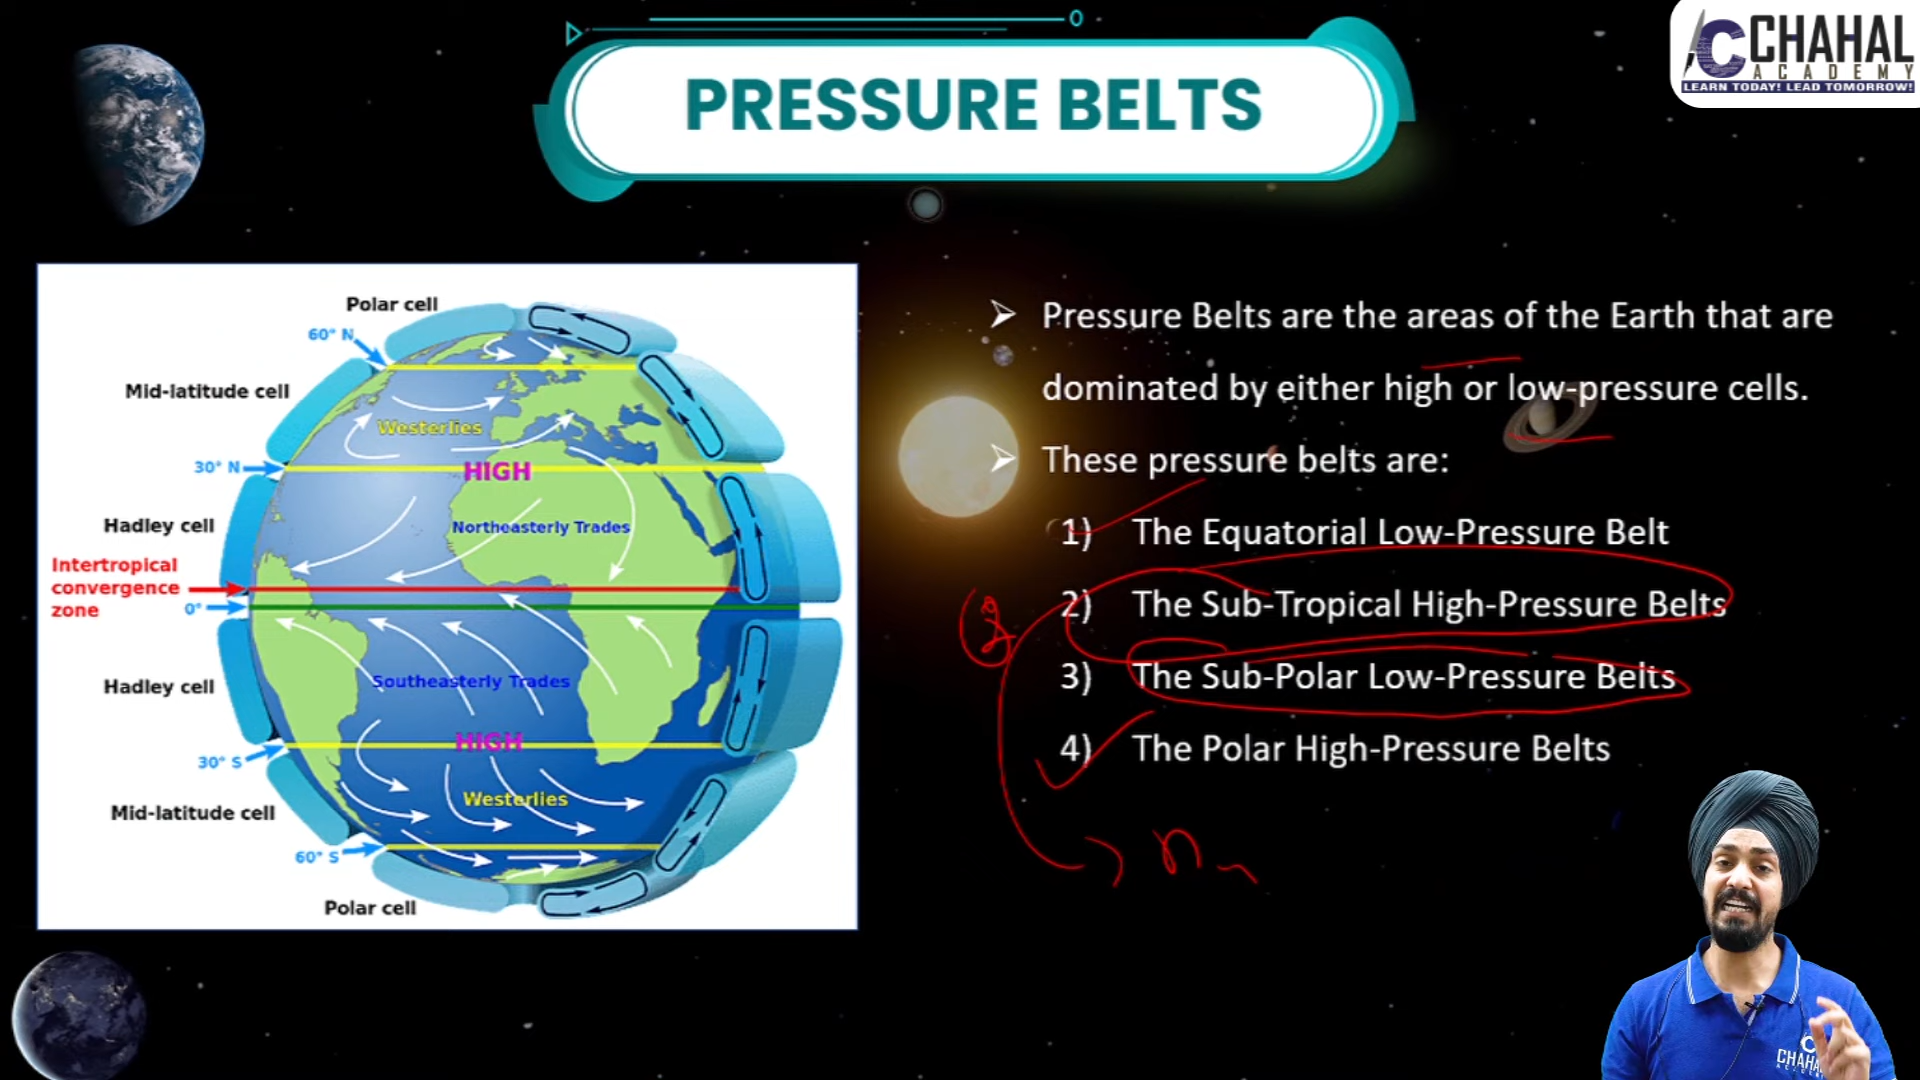 CHAHAL
ACADEMY
LEARN TODAY! LEAD TOMORROW!
PRESSURE BELTS
Polar cell
60° N
Mid-latitude cell
Westerlies
30° N
HIGH
Hadley cell
Northeasterly Trades
Intertropical
convergence
zone
0°
Hadley cell
Southeasterly Trades
HIGH
30° S
Westerlies
Mid-latitude cell
60° S
Polar cell
➢ Pressure Belts are the areas of the Earth that are
dominated by either high or low-pressure cells.
➢ These pressure belts are:
1) The Equatorial Low-Pressure Belt
2) The Sub-Tropical High-Pressure Belts
3) The Sub-Polar Low-Pressure Belts
4) The Polar High-Pressure Belts